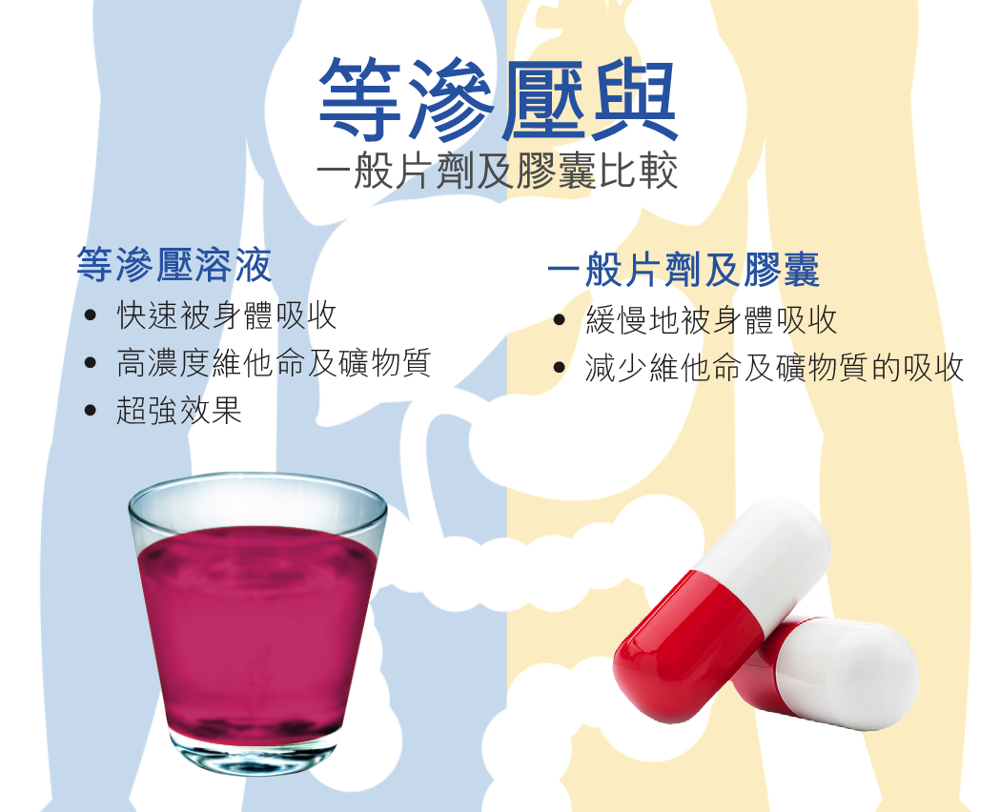 等滲壓與
一般片劑及膠囊比較
等滲壓溶液
• 快速被身體吸收
• 高濃度維他命及礦物質
• 超強效果
一般片劑及膠囊
• 緩慢地被身體吸收
• 減少維他命及礦物質的吸收